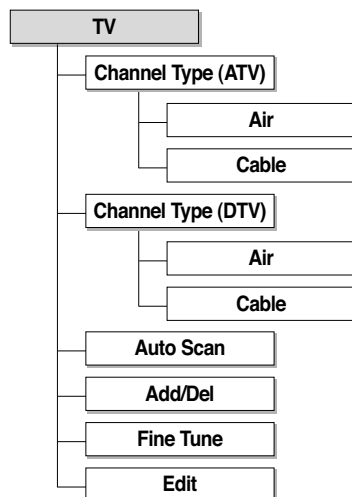 TV
Channel Type (ATV)
Air
Cable
Channel Type (DTV)
Air
Cable
Auto Scan
Add/Del
Fine Tune
Edit